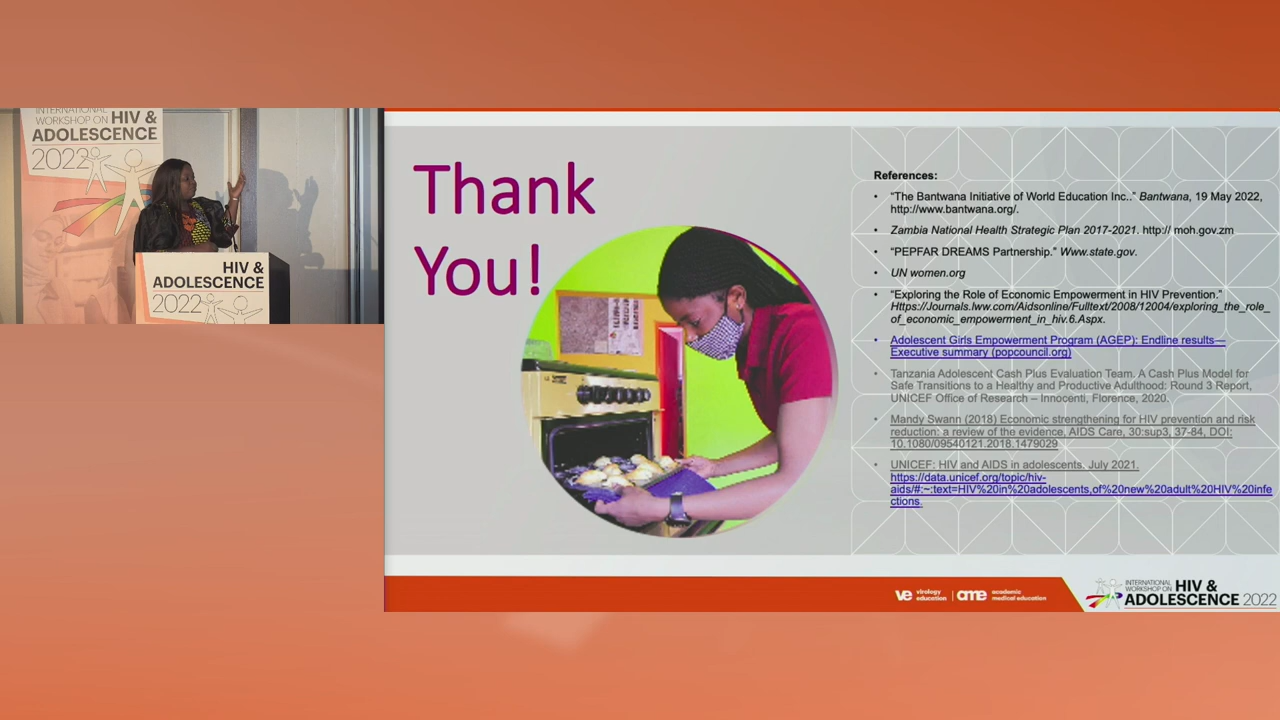 INTERNATIONAL
WORKSHOP ON HIV &
ADOLESCENCE
2022
HIV &
ADOLESCENCE
2022
Thank
You!
References:
• “The Bantwana Initiative of World Education Inc..” Bantwana, 19 May 2022,
http://www.bantwana.org/.
• Zambia National Health Strategic Plan 2017-2021. http:// moh.gov.zm
• “PEPFAR DREAMS Partnership.” Www.state.gov.
• UN women.org
• “Exploring the Role of Economic Empowerment in HIV Prevention.”
Https://Journals.lww.com/Aidsonline/Fulltext/2008/12004/exploring_the_role_
of_economic_empowerment_in_hiv.6.Aspx.
• Adolescent Girls Empowerment Program (AGEP): Endline results—
Executive summary (popcouncil.org)
• Tanzania Adolescent Cash Plus Evaluation Team. A Cash Plus Model for
Safe Transitions to a Healthy and Productive Adulthood: Round 3 Report,
UNICEF Office of Research – Innocenti, Florence, 2020.
• Mandy Swann (2018) Economic strengthening for HIV prevention and risk
reduction: a review of the evidence, AIDS Care, 30:sup3, 37-84, DOI:
10.1080/09540121.2018.1479029
• UNICEF: HIV and AIDS in adolescents. July 2021.
https://data.unicef.org/topic/hiv-
aids/#:~:text=HIV%20in%20adolescents,of%20new%20adult%20HIV%20infe
ctions.
ve virology
education
ame academic
medical education
INTERNATIONAL
WORKSHOP ON HIV &
ADOLESCENCE 2022